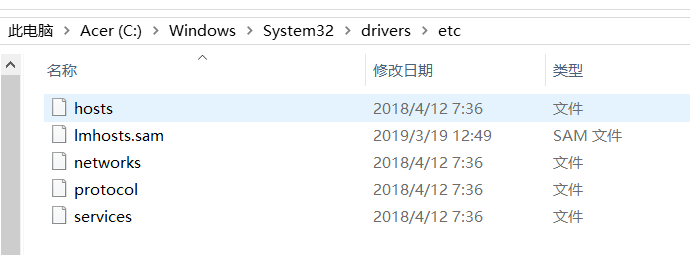 此电脑 > Acer (C:) > Windows > System32 > drivers > etc
名称 修改日期 类型
hosts 2018/4/12 7:36 文件
lmhosts.sam 2019/3/19 12:49 SAM 文件
networks 2018/4/12 7:36 文件
protocol 2018/4/12 7:36 文件
services 2018/4/12 7:36 文件